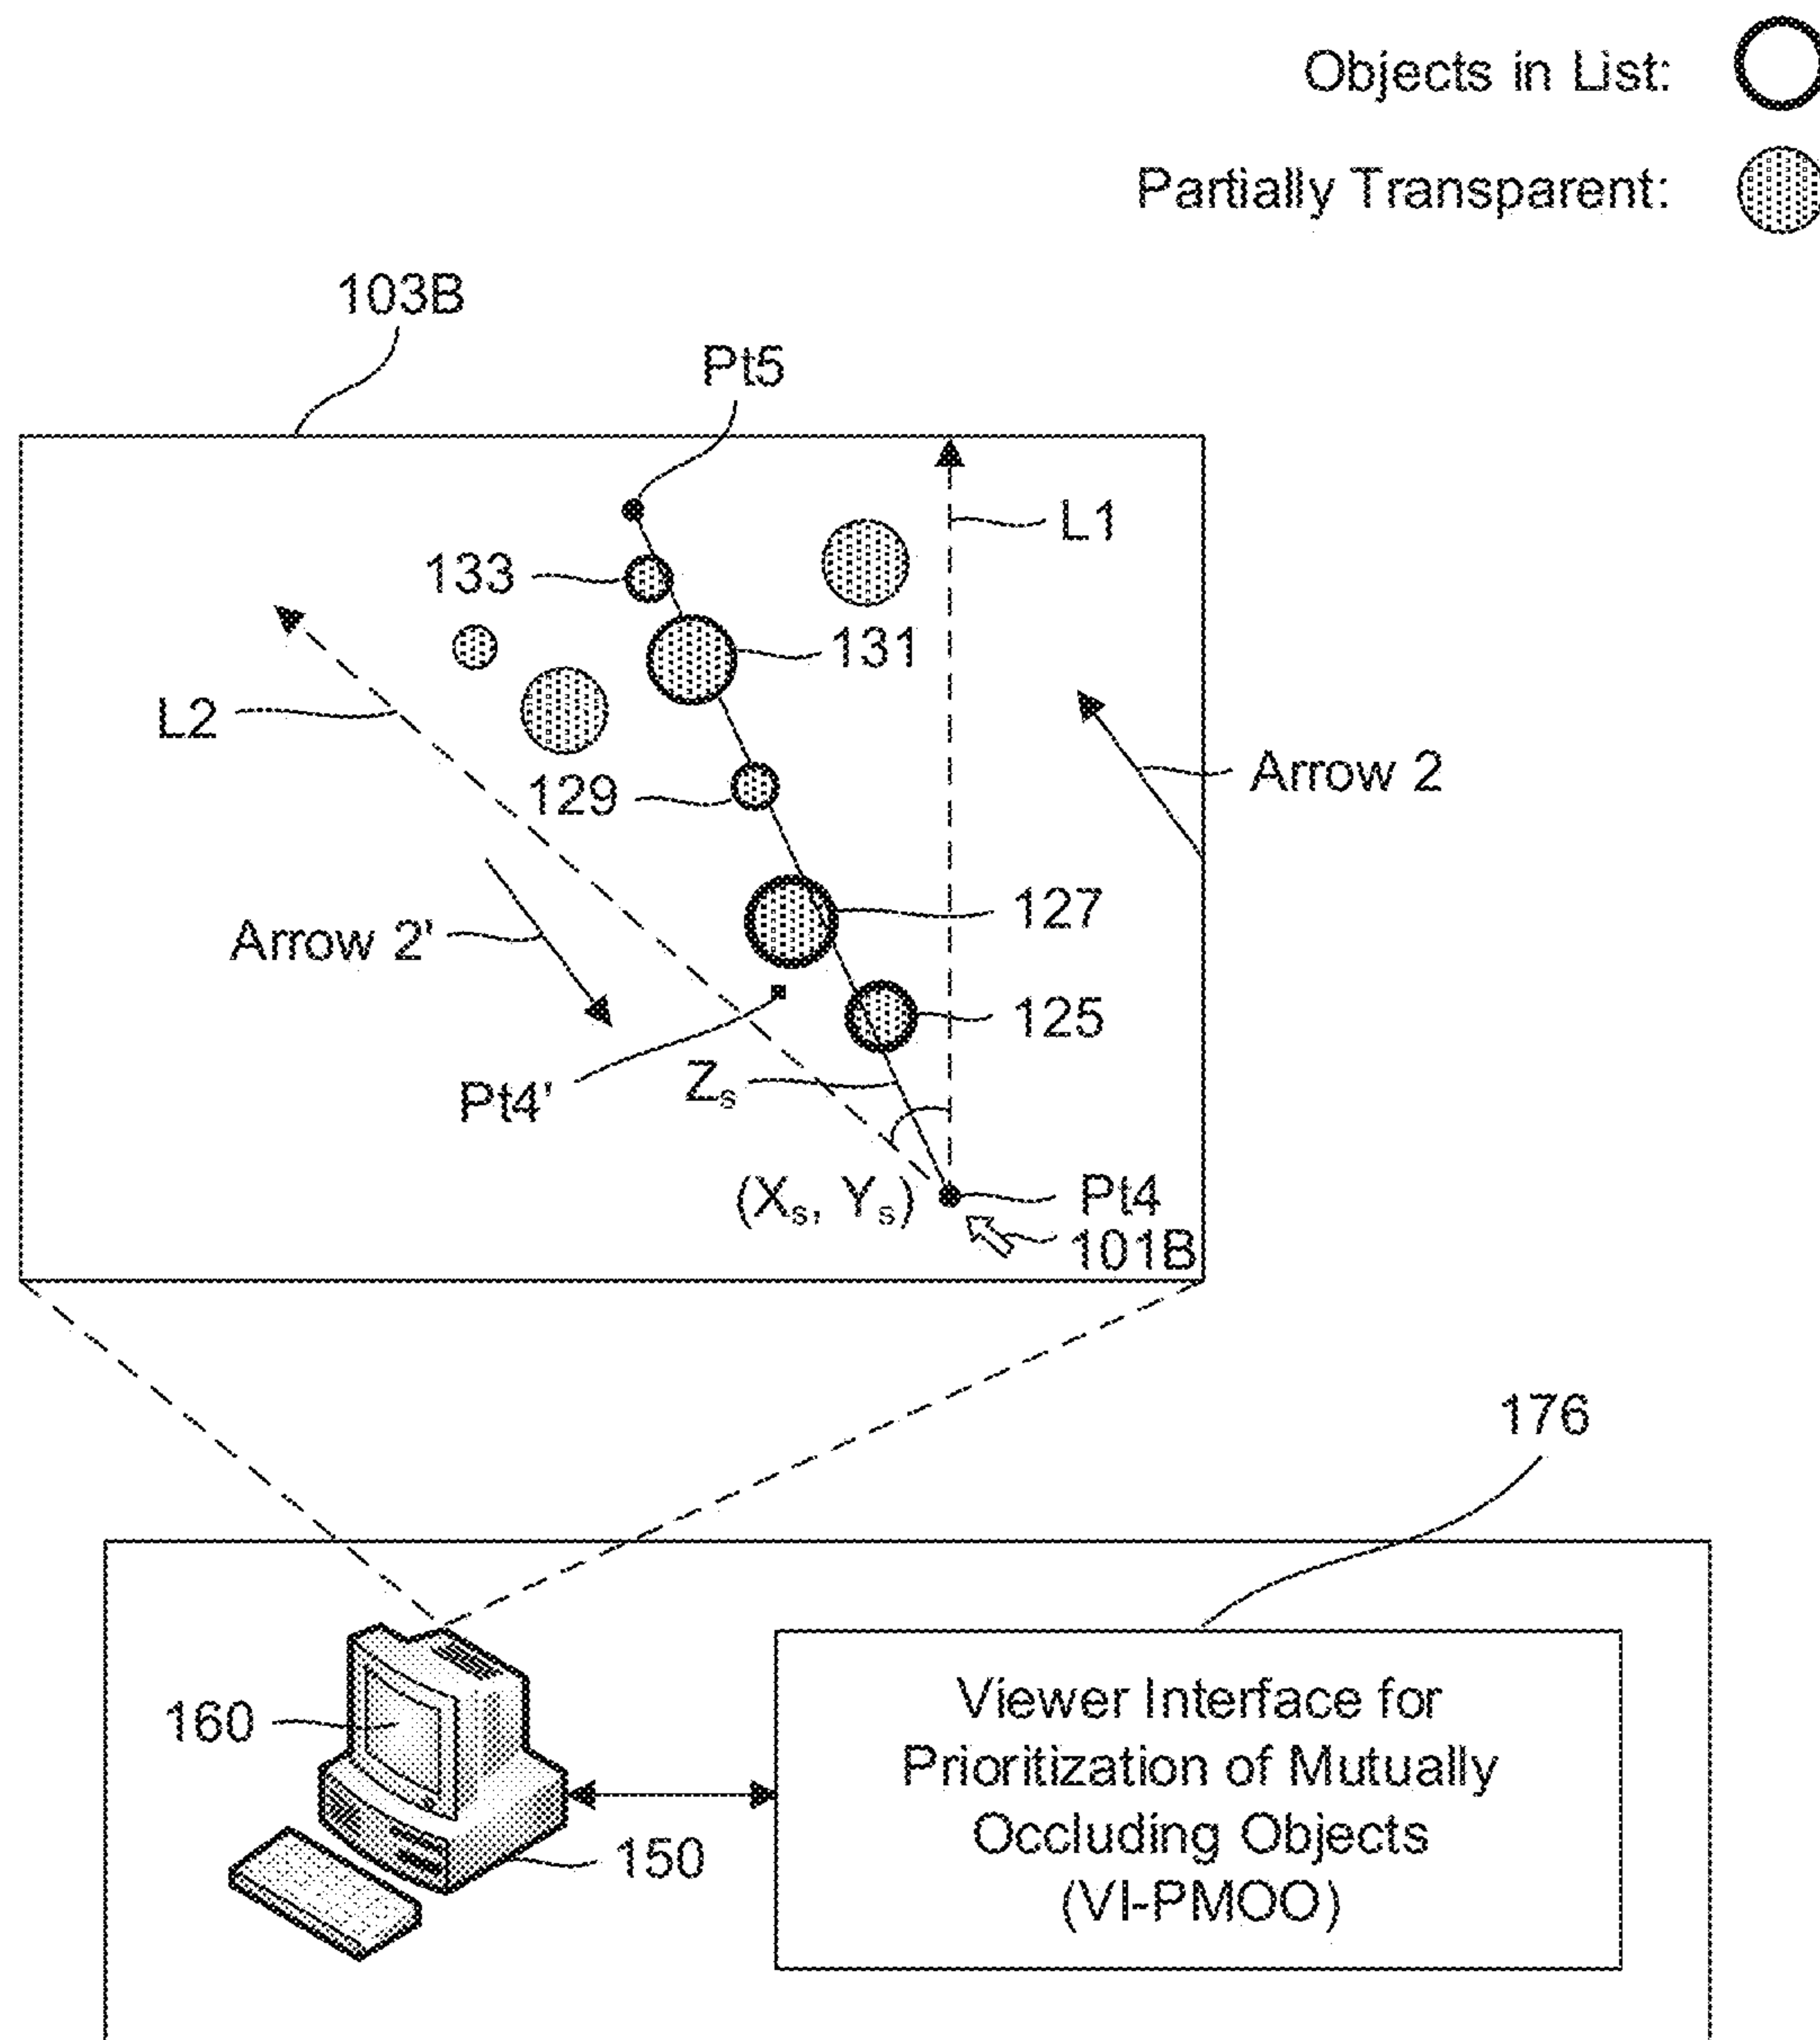 Objects in List:
Partially Transparent:
103B
Pt5
L1
133
131
L2
129
Arrow 2
127
Arrow 2'
125
Pt4'
Zs
(Xs, Ys)
Pt4
101B
176
160
150
Viewer Interface for
Prioritization of Mutually
Occluding Objects
(VI-PMOO)